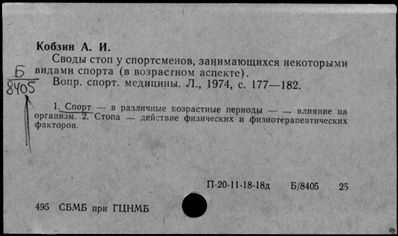 Кобзин А. И.
Своды стоп у спортсменов, занимающихся некоторыми
видами спорта (в возрастном аспекте).
Вопр. спорт. медицины. Л., 1974, с. 177—182.
Б
8405
1. Спорт — в различные возрастные периоды — — влияние на
организм. 2. Стопа — действие физических и физиотерапевтических
факторов.
П-20-11-18-18д Б/8405 25
495 СБМБ при ГЦНМБ